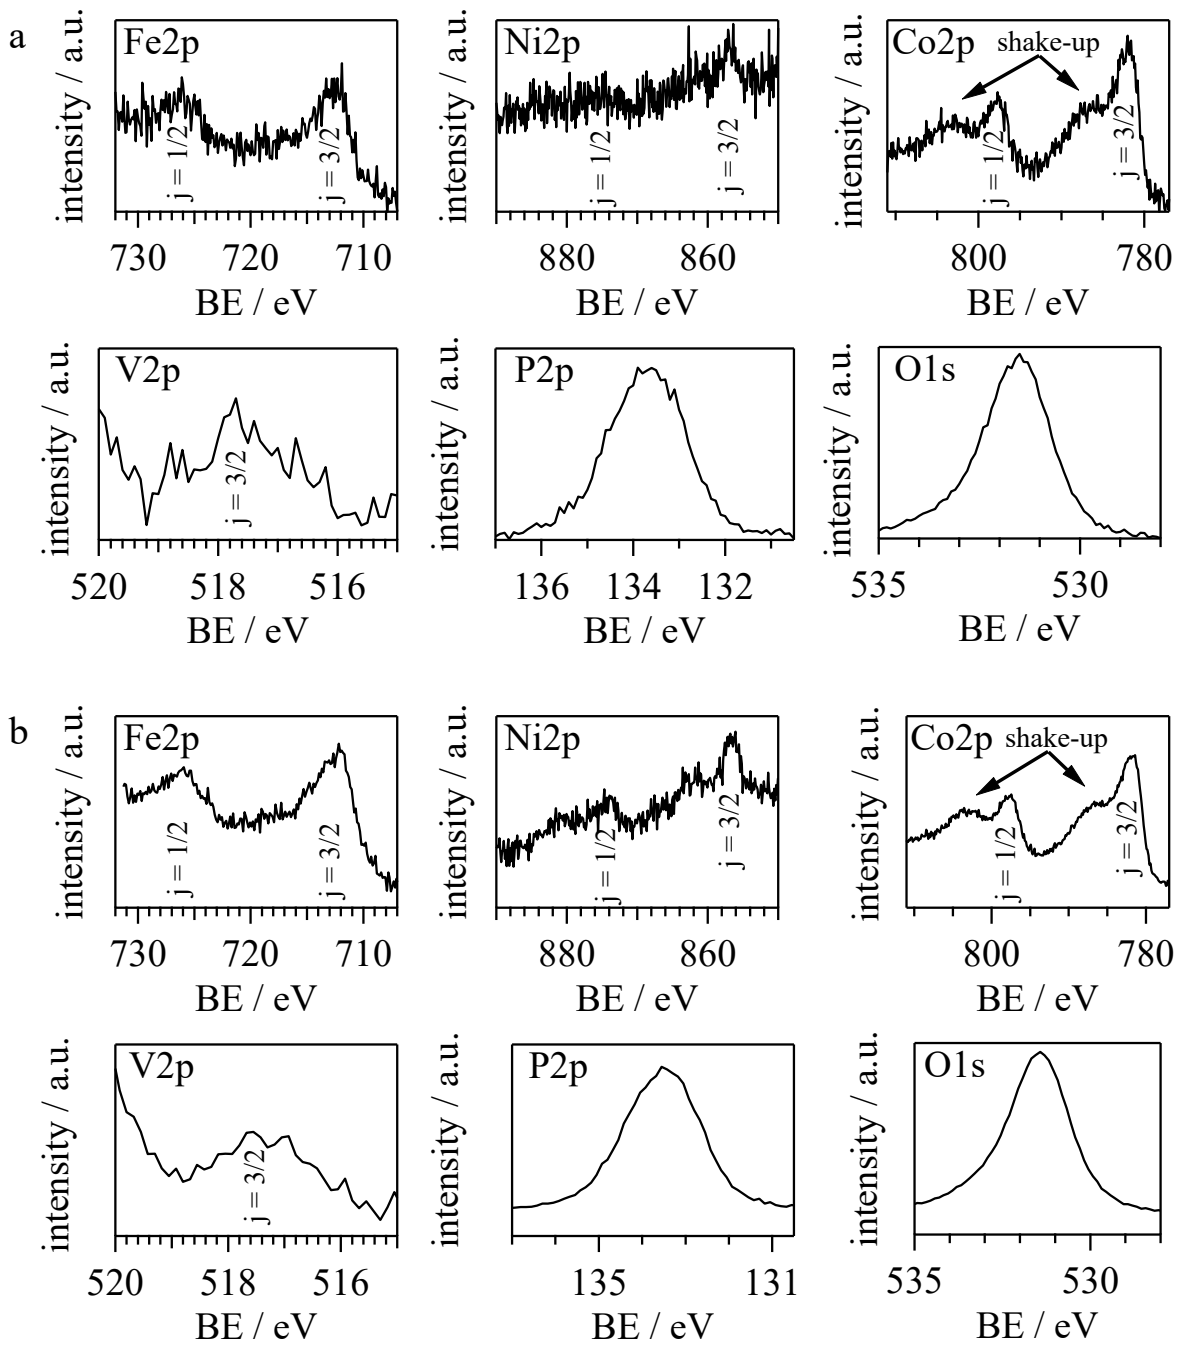 a
Fe2p
intensity / a.u.
j = 1/2
j = 3/2
730 720 710
BE / eV
Ni2p
intensity / a.u.
j = 1/2
j = 3/2
880 860
BE / eV
Co2p shake-up
intensity / a.u.
j = 1/2
j = 3/2
800 780
BE / eV
V2p
intensity / a.u.
j = 3/2
520 518 516
BE / eV
P2p
intensity / a.u.
136 134 132
BE / eV
O1s
intensity / a.u.
535 530
BE / eV
b
Fe2p
intensity / a.u.
j = 1/2
j = 3/2
730 720 710
BE / eV
Ni2p
intensity / a.u.
j = 1/2
j = 3/2
880 860
BE / eV
Co2p shake-up
intensity / a.u.
j = 1/2
j = 3/2
800 780
BE / eV
V2p
intensity / a.u.
j = 3/2
520 518 516
BE / eV
P2p
intensity / a.u.
135 131
BE / eV
O1s
intensity / a.u.
535 530
BE / eV